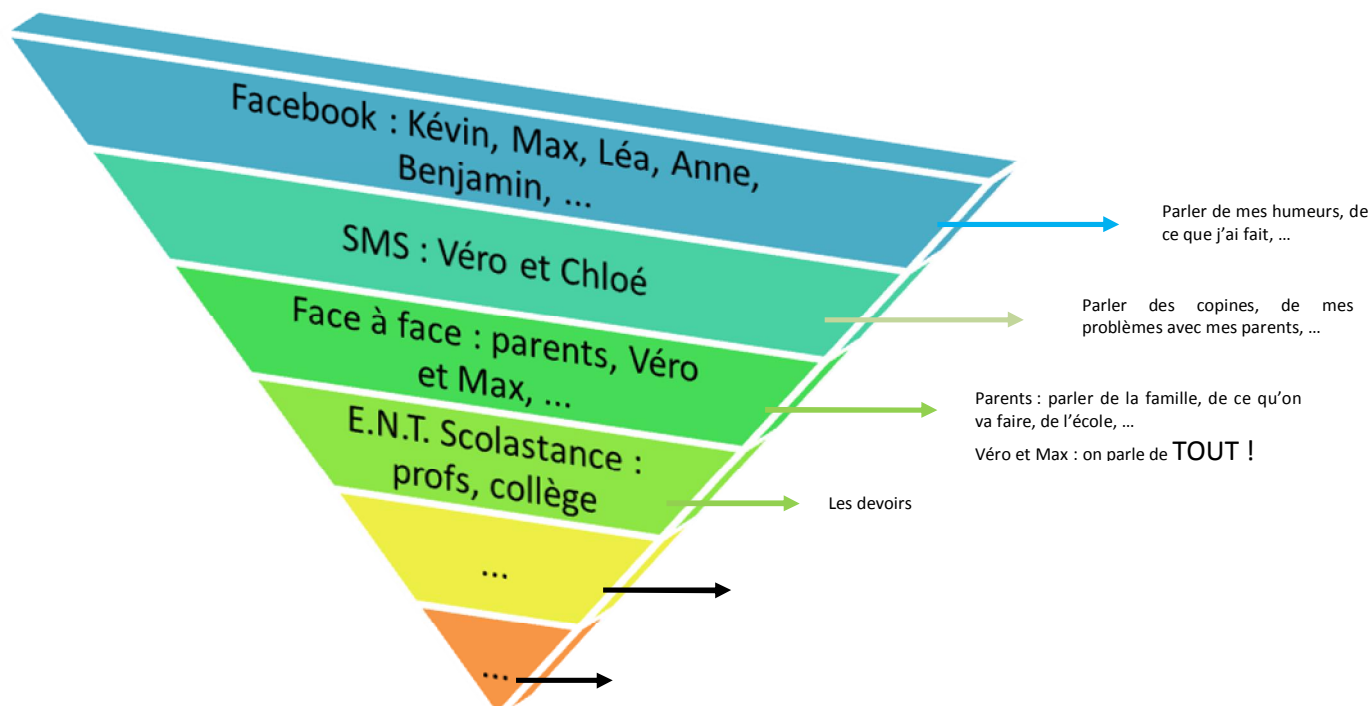 Facebook : Kévin, Max, Léa, Anne,
Benjamin, ...
Parler de mes humeurs, de
ce que j'ai fait, …
SMS : Véro et Chloé
Parler des copines, de mes
problèmes avec mes parents, …
Face à face : parents, Véro
et Max, ...
Parents : parler de la famille, de ce qu'on
va faire, de l'école, …
Véro et Max : on parle de TOUT !
E.N.T. Scolastance :
profs, collège
Les devoirs
...
...